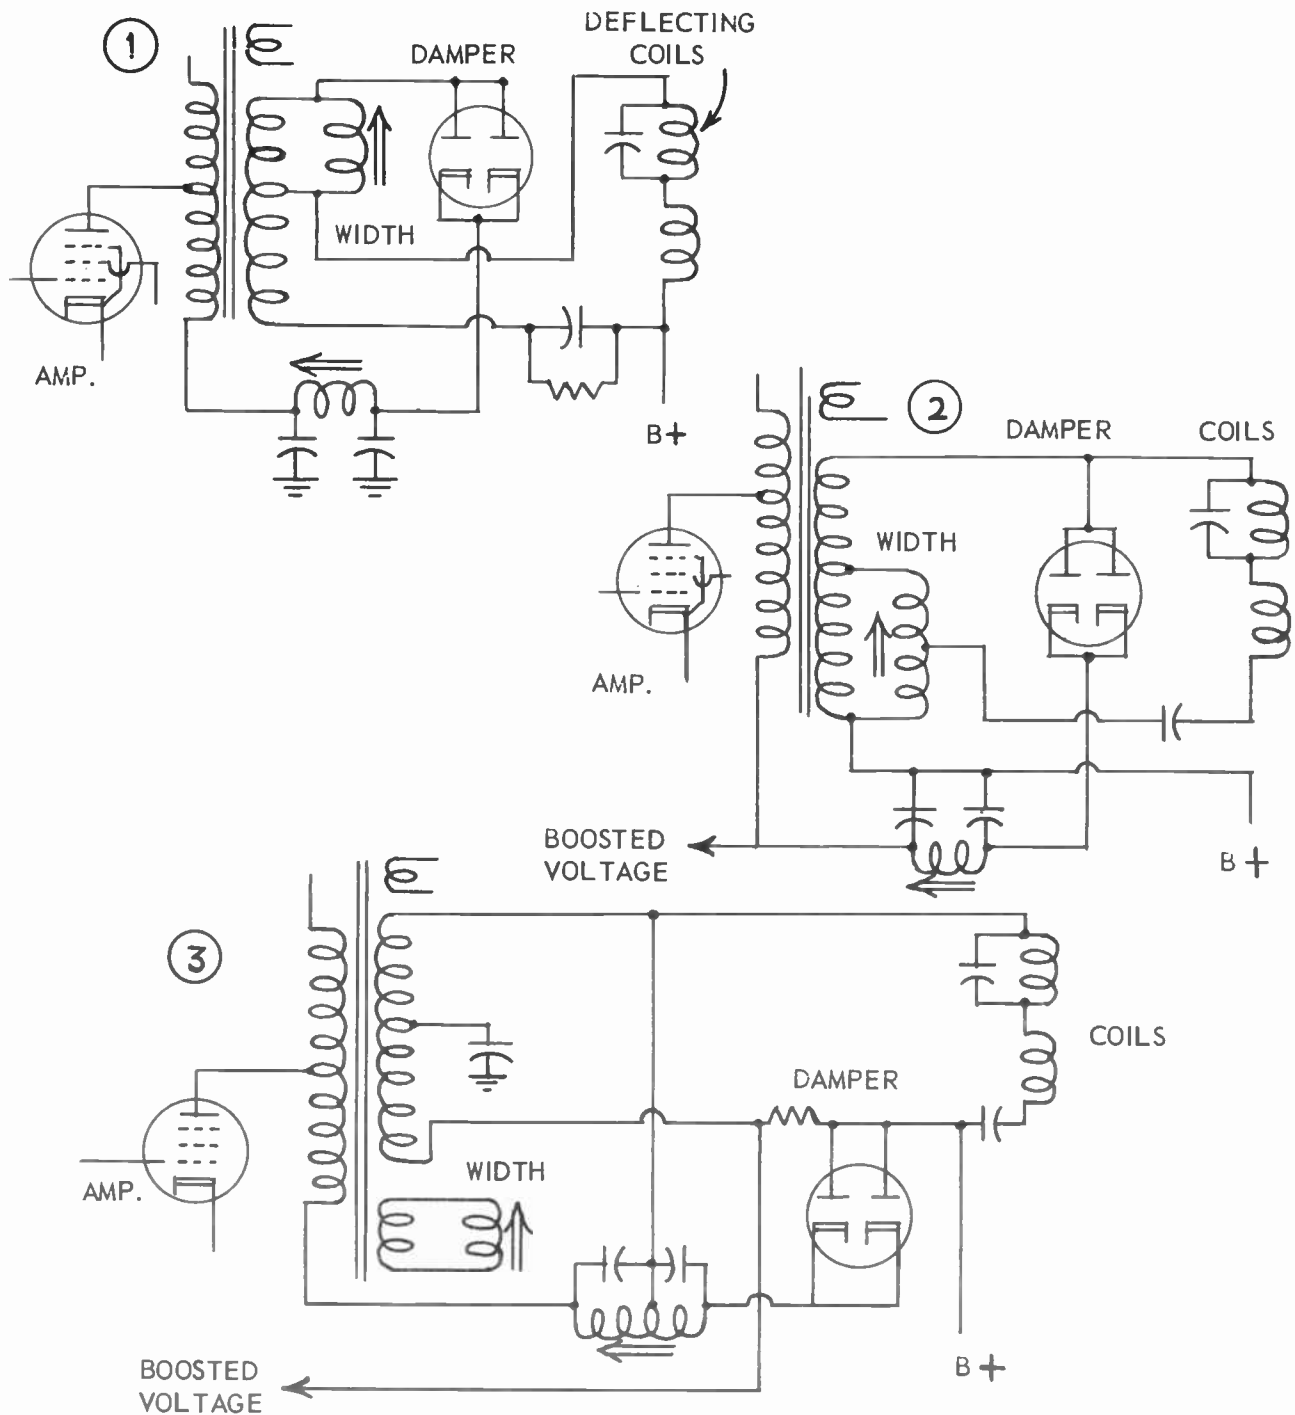 1
DEFLECTING
COILS
DAMPER
WIDTH
AMP.
B+
2
DAMPER
COILS
WIDTH
AMP.
BOOSTED
VOLTAGE
B+
3
COILS
DAMPER
WIDTH
AMP.
BOOSTED
VOLTAGE
B+